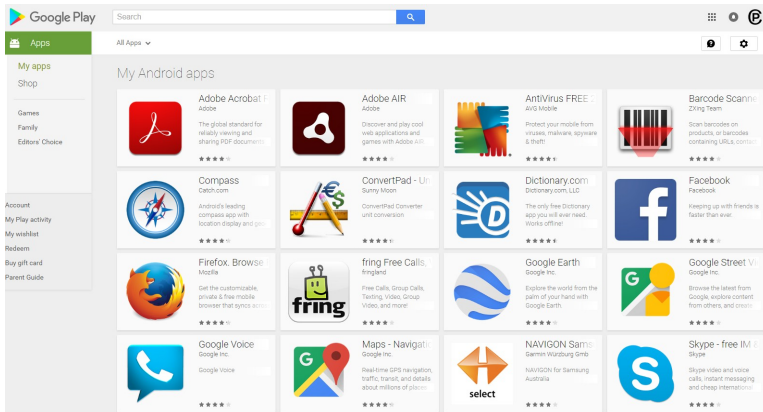 Google Play
Search
Apps
All Apps
My apps
Shop
Games
Family
Editors' Choice
Account
My Play activity
My wishlist
Redeem
Buy gift card
Parent Guide
My Android apps
Adobe Acrobat
Adobe
The global standard for
reliably viewing and
sharing PDF documents
Adobe AIR
Adobe
Discover and play cool
web applications and
games with Adobe AIR.
AntiVirus FREE
AVG Mobile
Protect your mobile from
viruses, malware, spyware
& theft!
Barcode Scanne
ZXing Team
Scan barcodes on
products, or barcodes
containing URLs,
Compass
Catch.com
Android's leading
compass app with
location display and
ConvertPad - Un
Sunny Moon
ConvertPad Converter
unit conversion
€¥$
Dictionary.com
Dictionary.com, LLC
The only free Dictionary
app you will ever need.
Works offline!
D
Facebook
Facebook
Keeping up with friends is
faster than ever.
f
Firefox. Browse
Mozilla
Get the customizable,
private & free mobile
browser that syncs
fring Free Calls,
fringland
Free Calls, Group Calls,
Texting, Video, Group
Video, and more!
fring
Google Earth
Google Inc.
Explore the world from the
palm of your hand with
Google Earth
Google Street V
Google Inc.
Browse the latest from
Google, explore content
from others, and
G
Google Voice
Google Inc.
Google Voice
Maps - Navigati
Google Inc.
Real-time GPS navigation,
traffic, transit, and details
about millions of places
G
NAVIGON Sams
Garmin Würzburg Gmb
NAVIGON for Samsung
Australia
select
Skype - free IM
Skype
Skype video and voice
calls, instant messaging
and cheap international
S